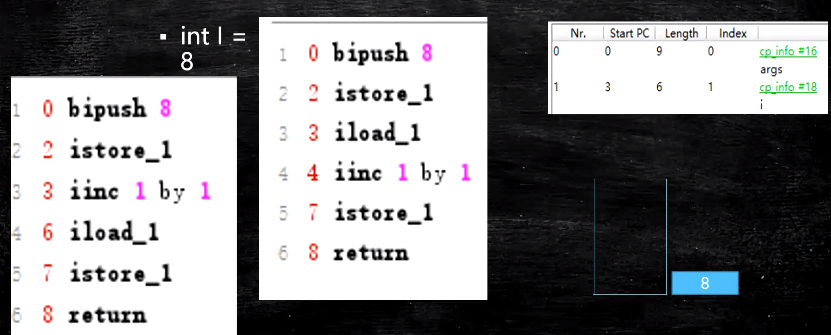 ▪ int I =
8
1 0 bipush 8
2 2 istore_1
3 3 iinc 1 by 1
4 6 iload_1
5 7 istore_1
6 8 return
1 0 bipush 8
2 2 istore_1
3 3 iload_1
4 4 iinc 1 by 1
5 7 istore_1
6 8 return
Nr. Start PC Length Index
0 0 9 0 cp_info #16
args
1 3 6 1 cp_info #18
i
8